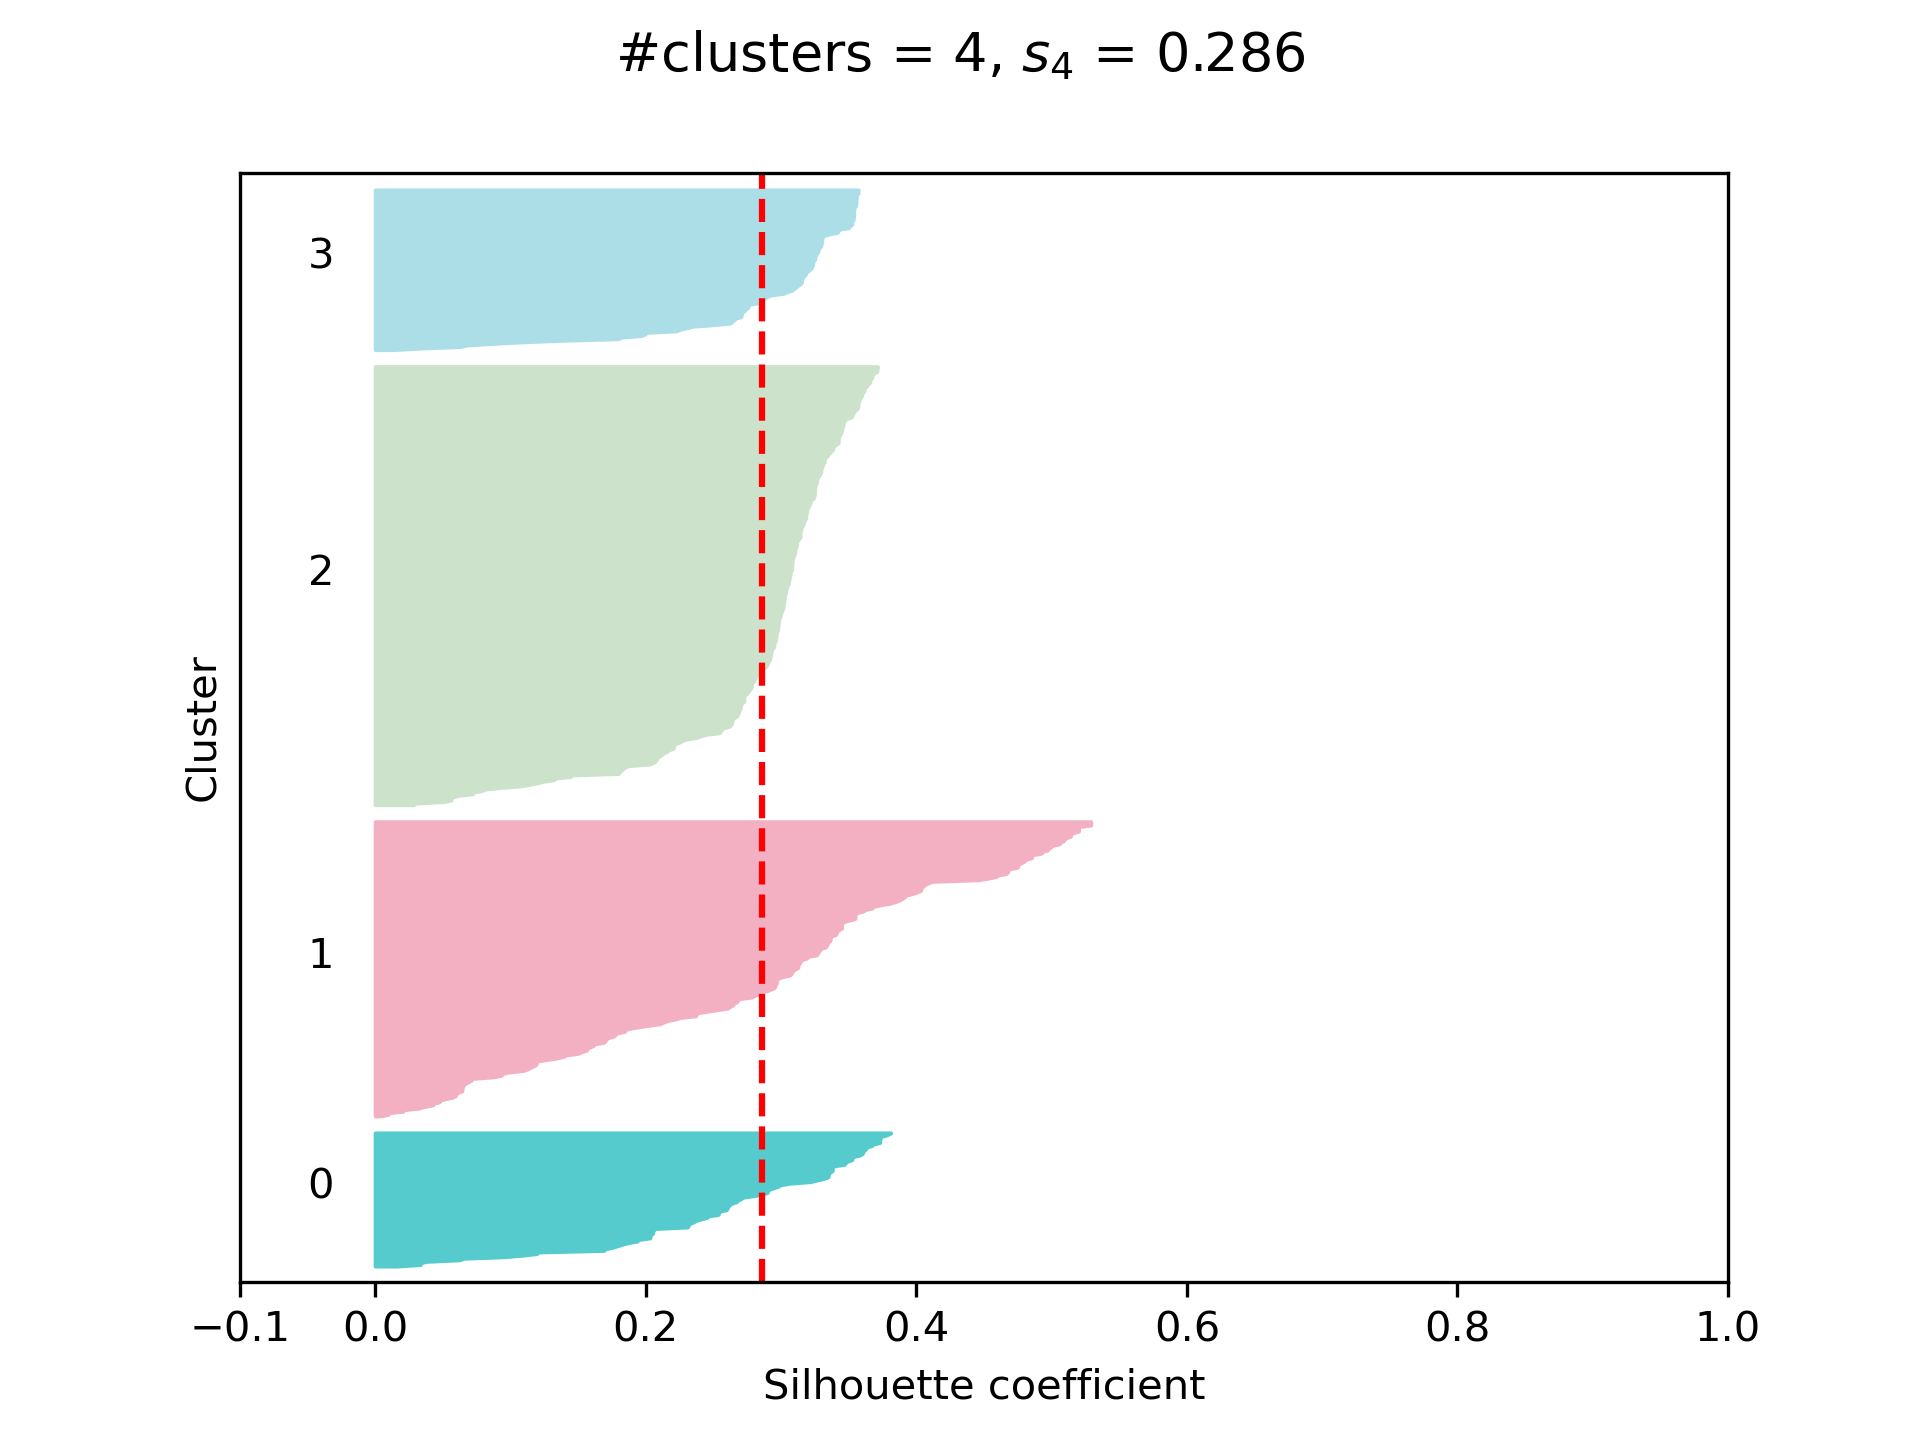 #clusters = 4, s₄ = 0.286
3
2
1
0
Cluster
−0.1 0.0 0.2 0.4 0.6 0.8 1.0
Silhouette coefficient